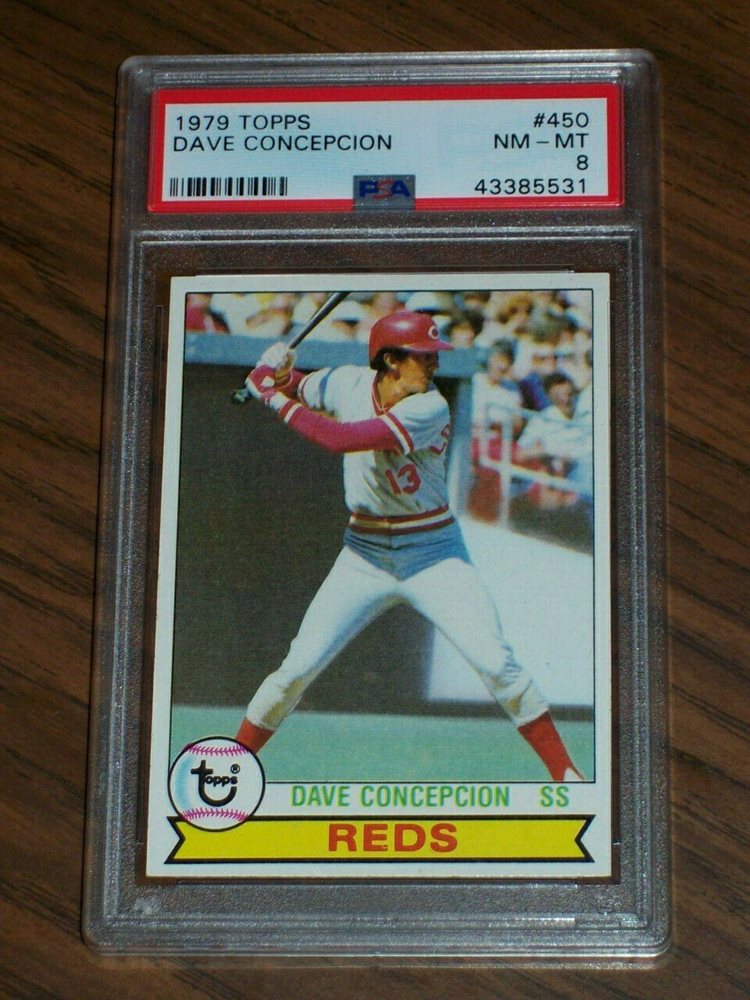 1979 TOPPS #450
DAVE CONCEPCION NM - MT
8
PSA 43385531
C
13
topps®
DAVE CONCEPCION SS
REDS